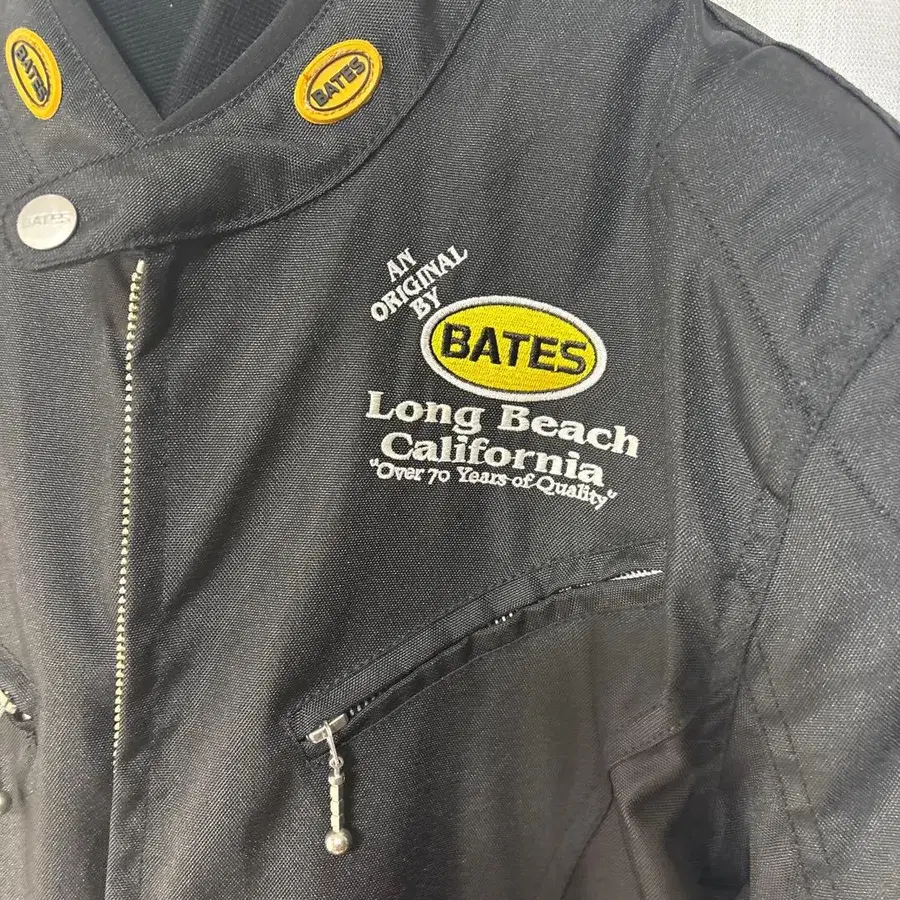 BATES
BATES
BATES
AN
ORIGINAL
BY
BATES
Long Beach
California
"Over 70 Years of Quality"